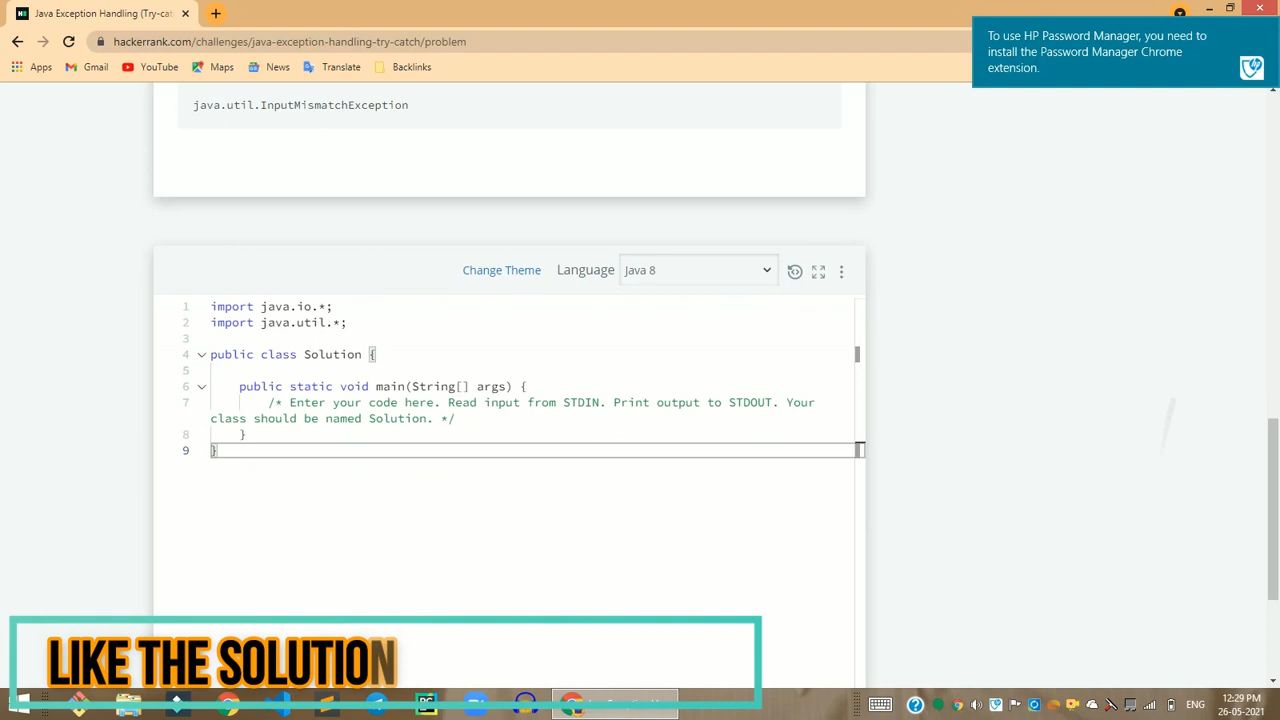 Java Exception Handling (Try-cat
hackerrank.com/challenges/java-exception-handling-try-catch/problem
Apps Gmail YouTube Maps News Translate Backlinks
To use HP Password Manager, you need to
install the Password Manager Chrome
extension.
java.util.InputMismatchException
Change Theme Language Java 8
1 import java.io.*;
2 import java.util.*;
3
4 public class Solution {
5
6 public static void main(String[] args) {
7 /* Enter your code here. Read input from STDIN. Print output to STDOUT. Your
class should be named Solution. */
8 }
9 }
LIKE THE SOLUTION
ENG
12:29 PM
26-05-2021